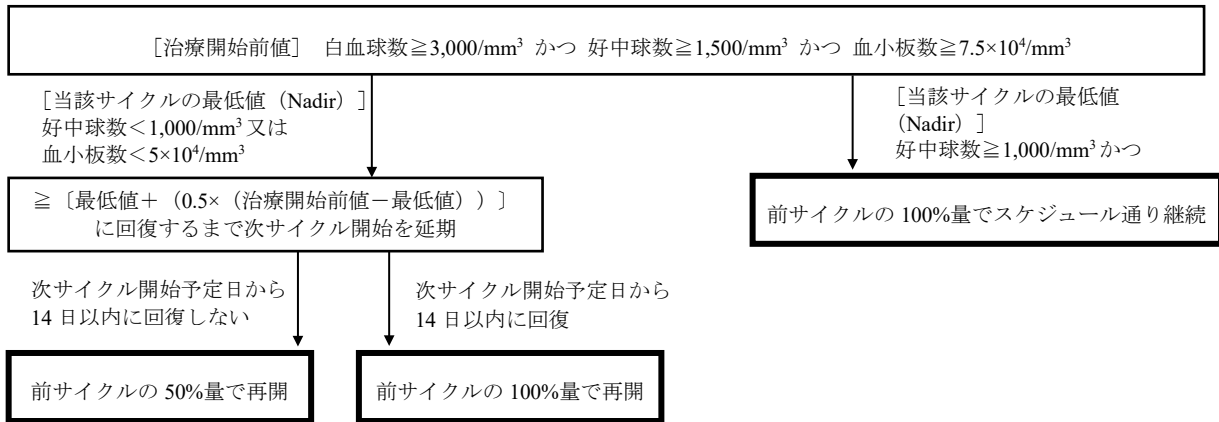 [治療開始前値] 白血球数≧3,000/mm³ かつ 好中球数≧1,500/mm³ かつ 血小板数≧7.5×10⁴/mm³
[当該サイクルの最低値(Nadir)]
好中球数<1,000/mm³ 又は
血小板数<5×10⁴/mm³
[当該サイクルの最低値
(Nadir)]
好中球数≧1,000/mm³ かつ
≧〔最低値+(0.5×(治療開始前値-最低値))〕
に回復するまで次サイクル開始を延期
前サイクルの 100%量でスケジュール通り継続
次サイクル開始予定日から
14 日以内に回復しない
次サイクル開始予定日から
14 日以内に回復
前サイクルの 50%量で再開
前サイクルの 100%量で再開